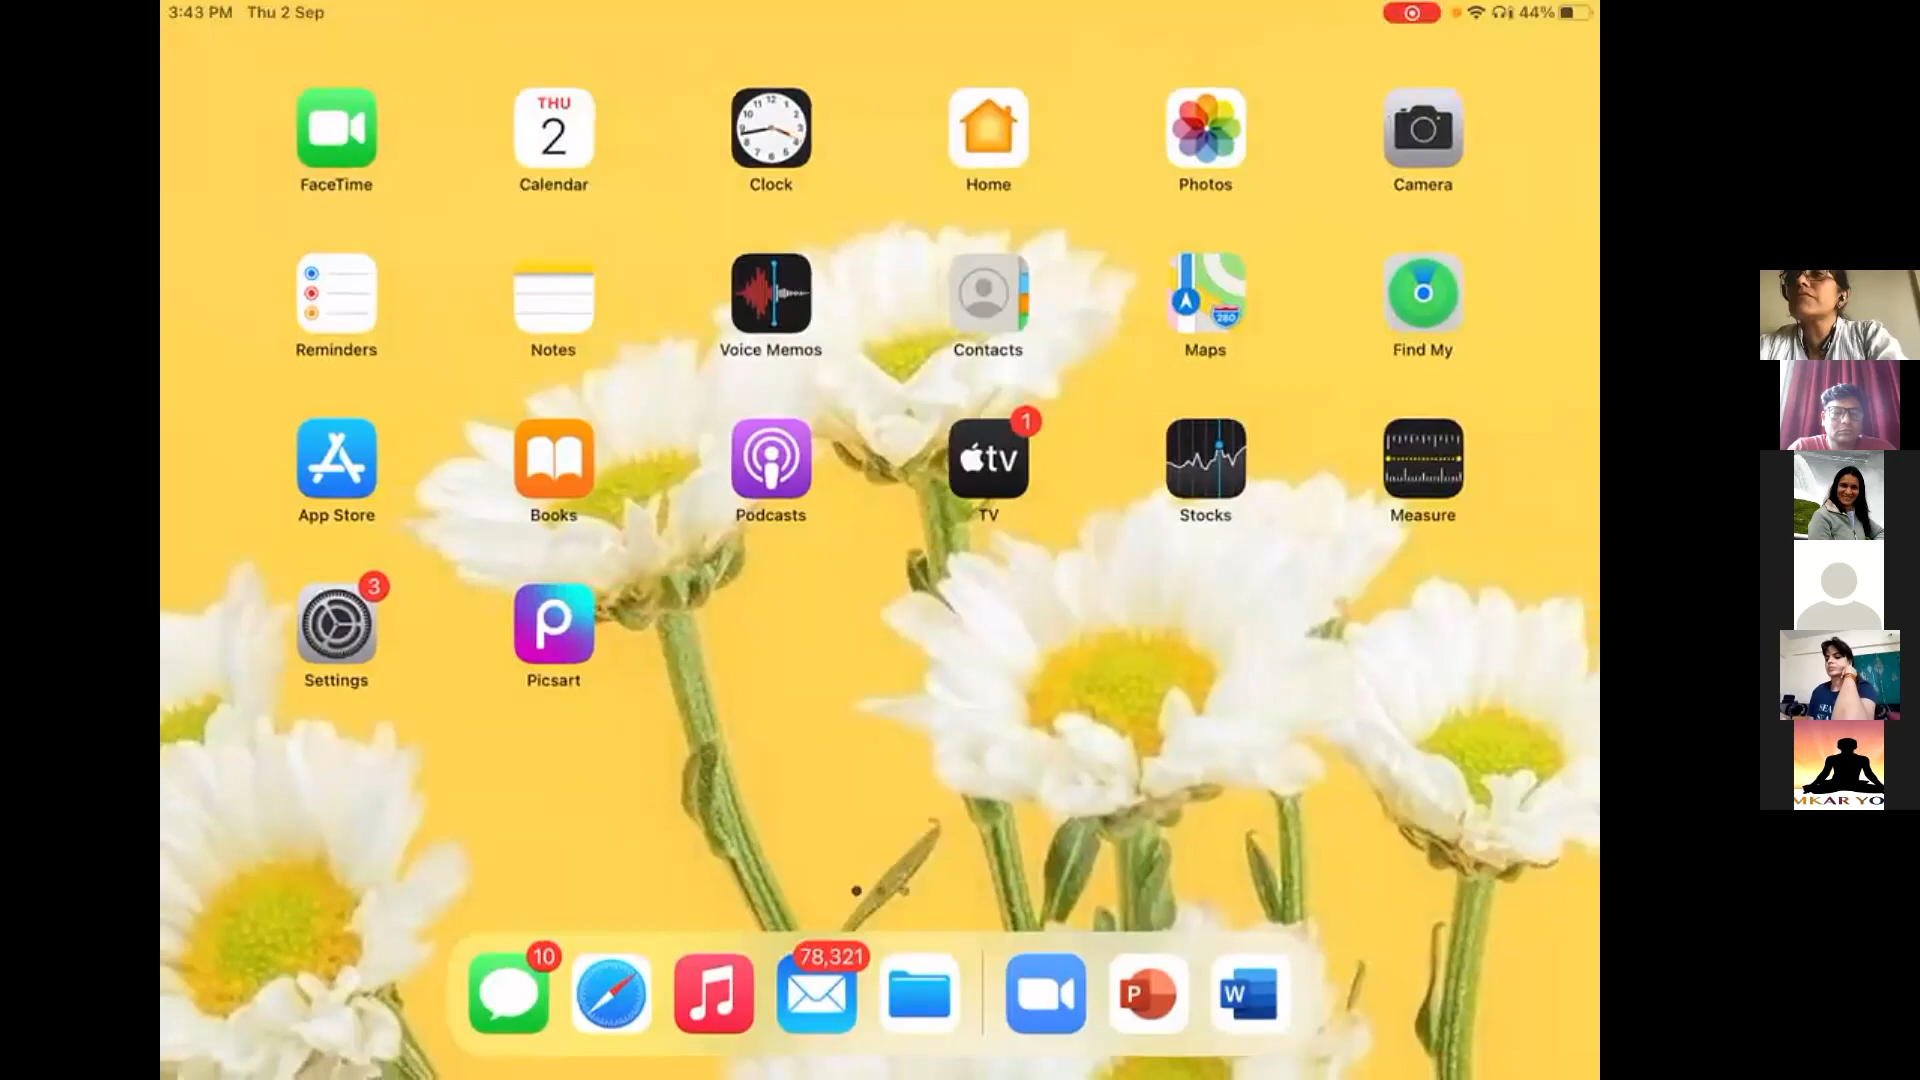 3:43 PM Thu 2 Sep
44%
THU
2
FaceTime
Calendar
Clock
Home
Photos
Camera
280
Reminders
Notes
Voice Memos
Contacts
Maps
Find My
1
tv
App Store
Books
Podcasts
TV
Stocks
Measure
3
P
Settings
Picsart
MKAR YO
10
78,321
P
W